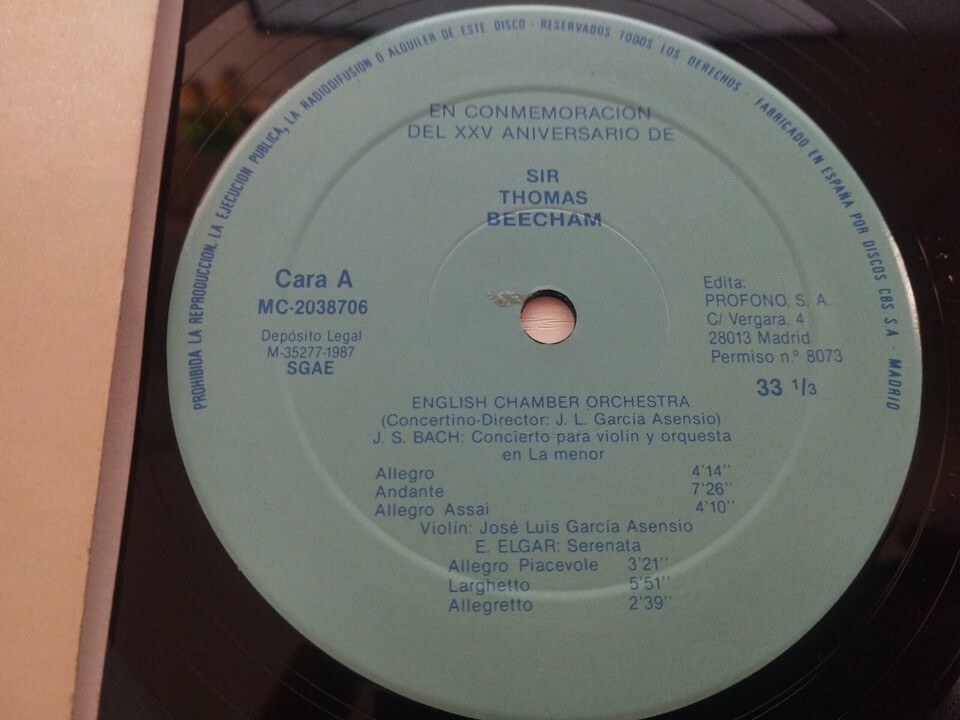 PROHIBIDA LA REPRODUCCION, LA EJECUCION PUBLICA, LA RADIODIFUSION O ALQUILER DE ESTE DISCO - RESERVADOS TODOS LOS DERECHOS - FABRICADO EN ESPAÑA POR DISCOS CBS S.A - MADRID
EN CONMEMORACION
DEL XXV ANIVERSARIO DE
SIR
THOMAS
BEECHAM
Cara A
MC-2038706
Depósito Legal
M-35277-1987
SGAE
Edita:
PROFONO, S. A.
C/ Vergara, 4
28013 Madrid
Permiso n.º 8073
33 1/3
ENGLISH CHAMBER ORCHESTRA
(Concertino-Director: J. L. García Asensio)
J. S. BACH: Concierto para violín y orquesta
en La menor
Allegro 4'14''
Andante 7'26''
Allegro Assai 4'10''
Violín: José Luis García Asensio
E. ELGAR: Serenata
Allegro Piacevole 3'21''
Larghetto 5'51''
Allegretto 2'39''